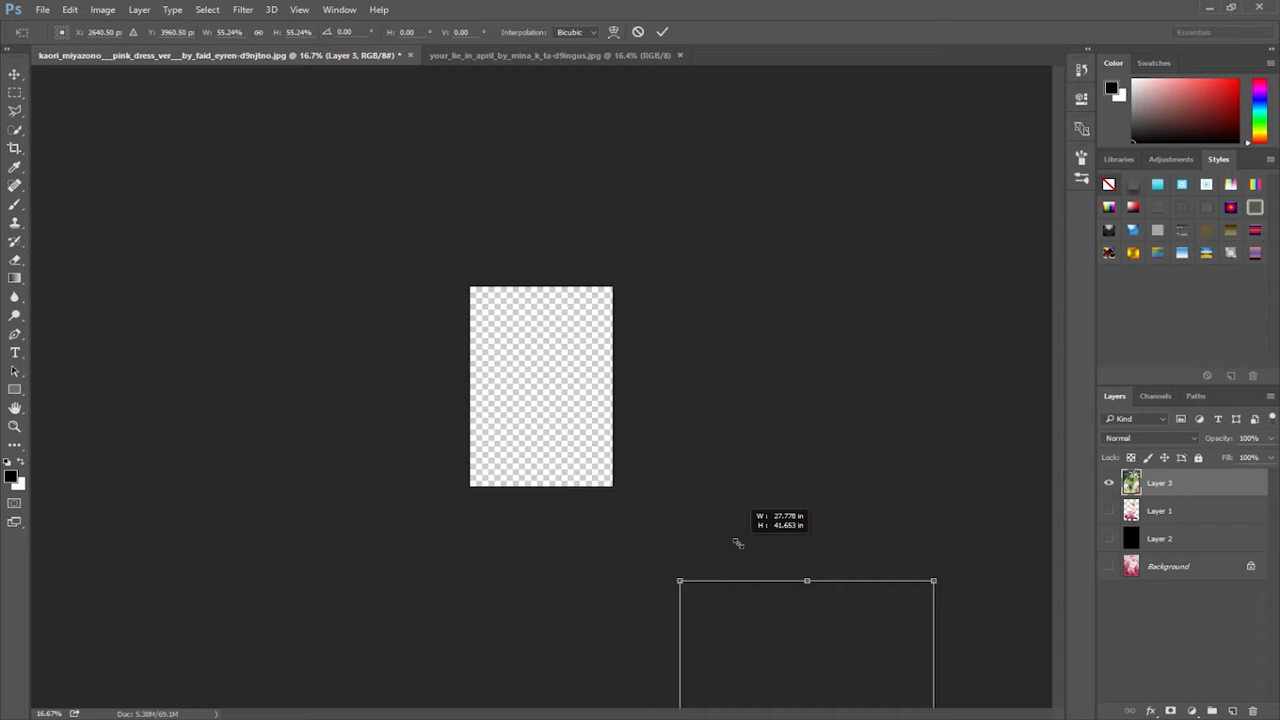 Ps File Edit Image Layer Type Select Filter 3D View Window Help
X: 2640.50 px Y: 3960.50 px W: 55.24% H: 55.24% 0.00 ° H: 0.00 ° V: 0.00 ° Interpolation: Bicubic Essentials
kaori_miyazono___pink_dress_ver___by_faid_eyren-d9njtno.jpg @ 16.7% (Layer 3, RGB/8#) * × your_lie_in_april_by_mina_k_ta-d9ingus.jpg @ 16.4% (RGB/8) ×
Color Swatches
Libraries Adjustments Styles
Layers Channels Paths
Kind
Normal Opacity: 100%
Lock: Fill: 100%
Layer 3
Layer 1
Layer 2
Background
W : 27.778 in
H : 41.653 in
16.67% Doc: 5.38M/69.1M